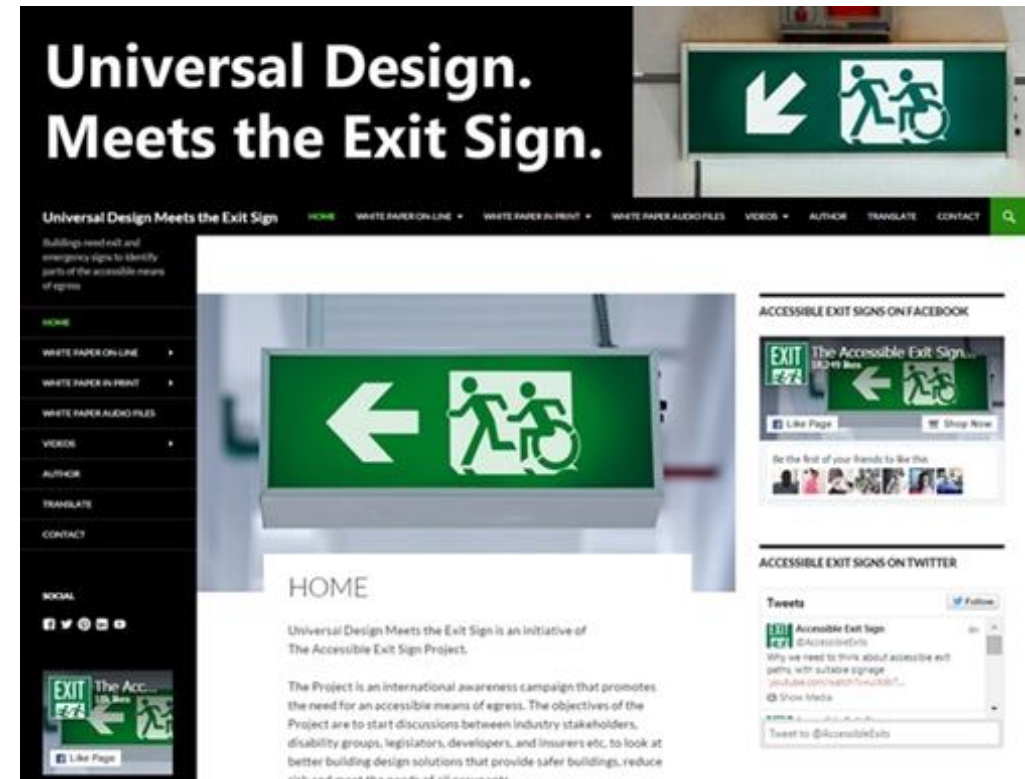 Universal Design.
Meets the Exit Sign.
Universal Design Meets the Exit Sign
HOME WHITE PAPER ON-LINE WHITE PAPER IN PRINT WHITE PAPER AUDIO FILES VIDEOS AUTHOR TRANSLATE CONTACT
Buildings need exit and
emergency signs to identify
parts of the accessible means
of egress
HOME
WHITE PAPER ON-LINE
WHITE PAPER IN PRINT
WHITE PAPER AUDIO FILES
VIDEOS
AUTHOR
TRANSLATE
CONTACT
SOCIAL
EXIT
The Acc...
18k likes
Like Page
HOME
Universal Design Meets the Exit Sign is an initiative of
The Accessible Exit Sign Project.
The Project is an international awareness campaign that promotes
the need for an accessible means of egress. The objectives of the
Project are to start discussions between industry stakeholders,
disability groups, legislators, developers, and insurers etc, to look at
better building design solutions that provide safer buildings, reduce
ACCESSIBLE EXIT SIGNS ON FACEBOOK
EXIT
The Accessible Exit Sign...
18,249 likes
Like Page Shop Now
Be the first of your friends to like this
ACCESSIBLE EXIT SIGNS ON TWITTER
Tweets Follow
EXIT
Accessible Exit Sign
@AccessibleExits
Why we need to think about accessible exit
paths, with suitable signage
Show Media
Tweet to @AccessibleExits